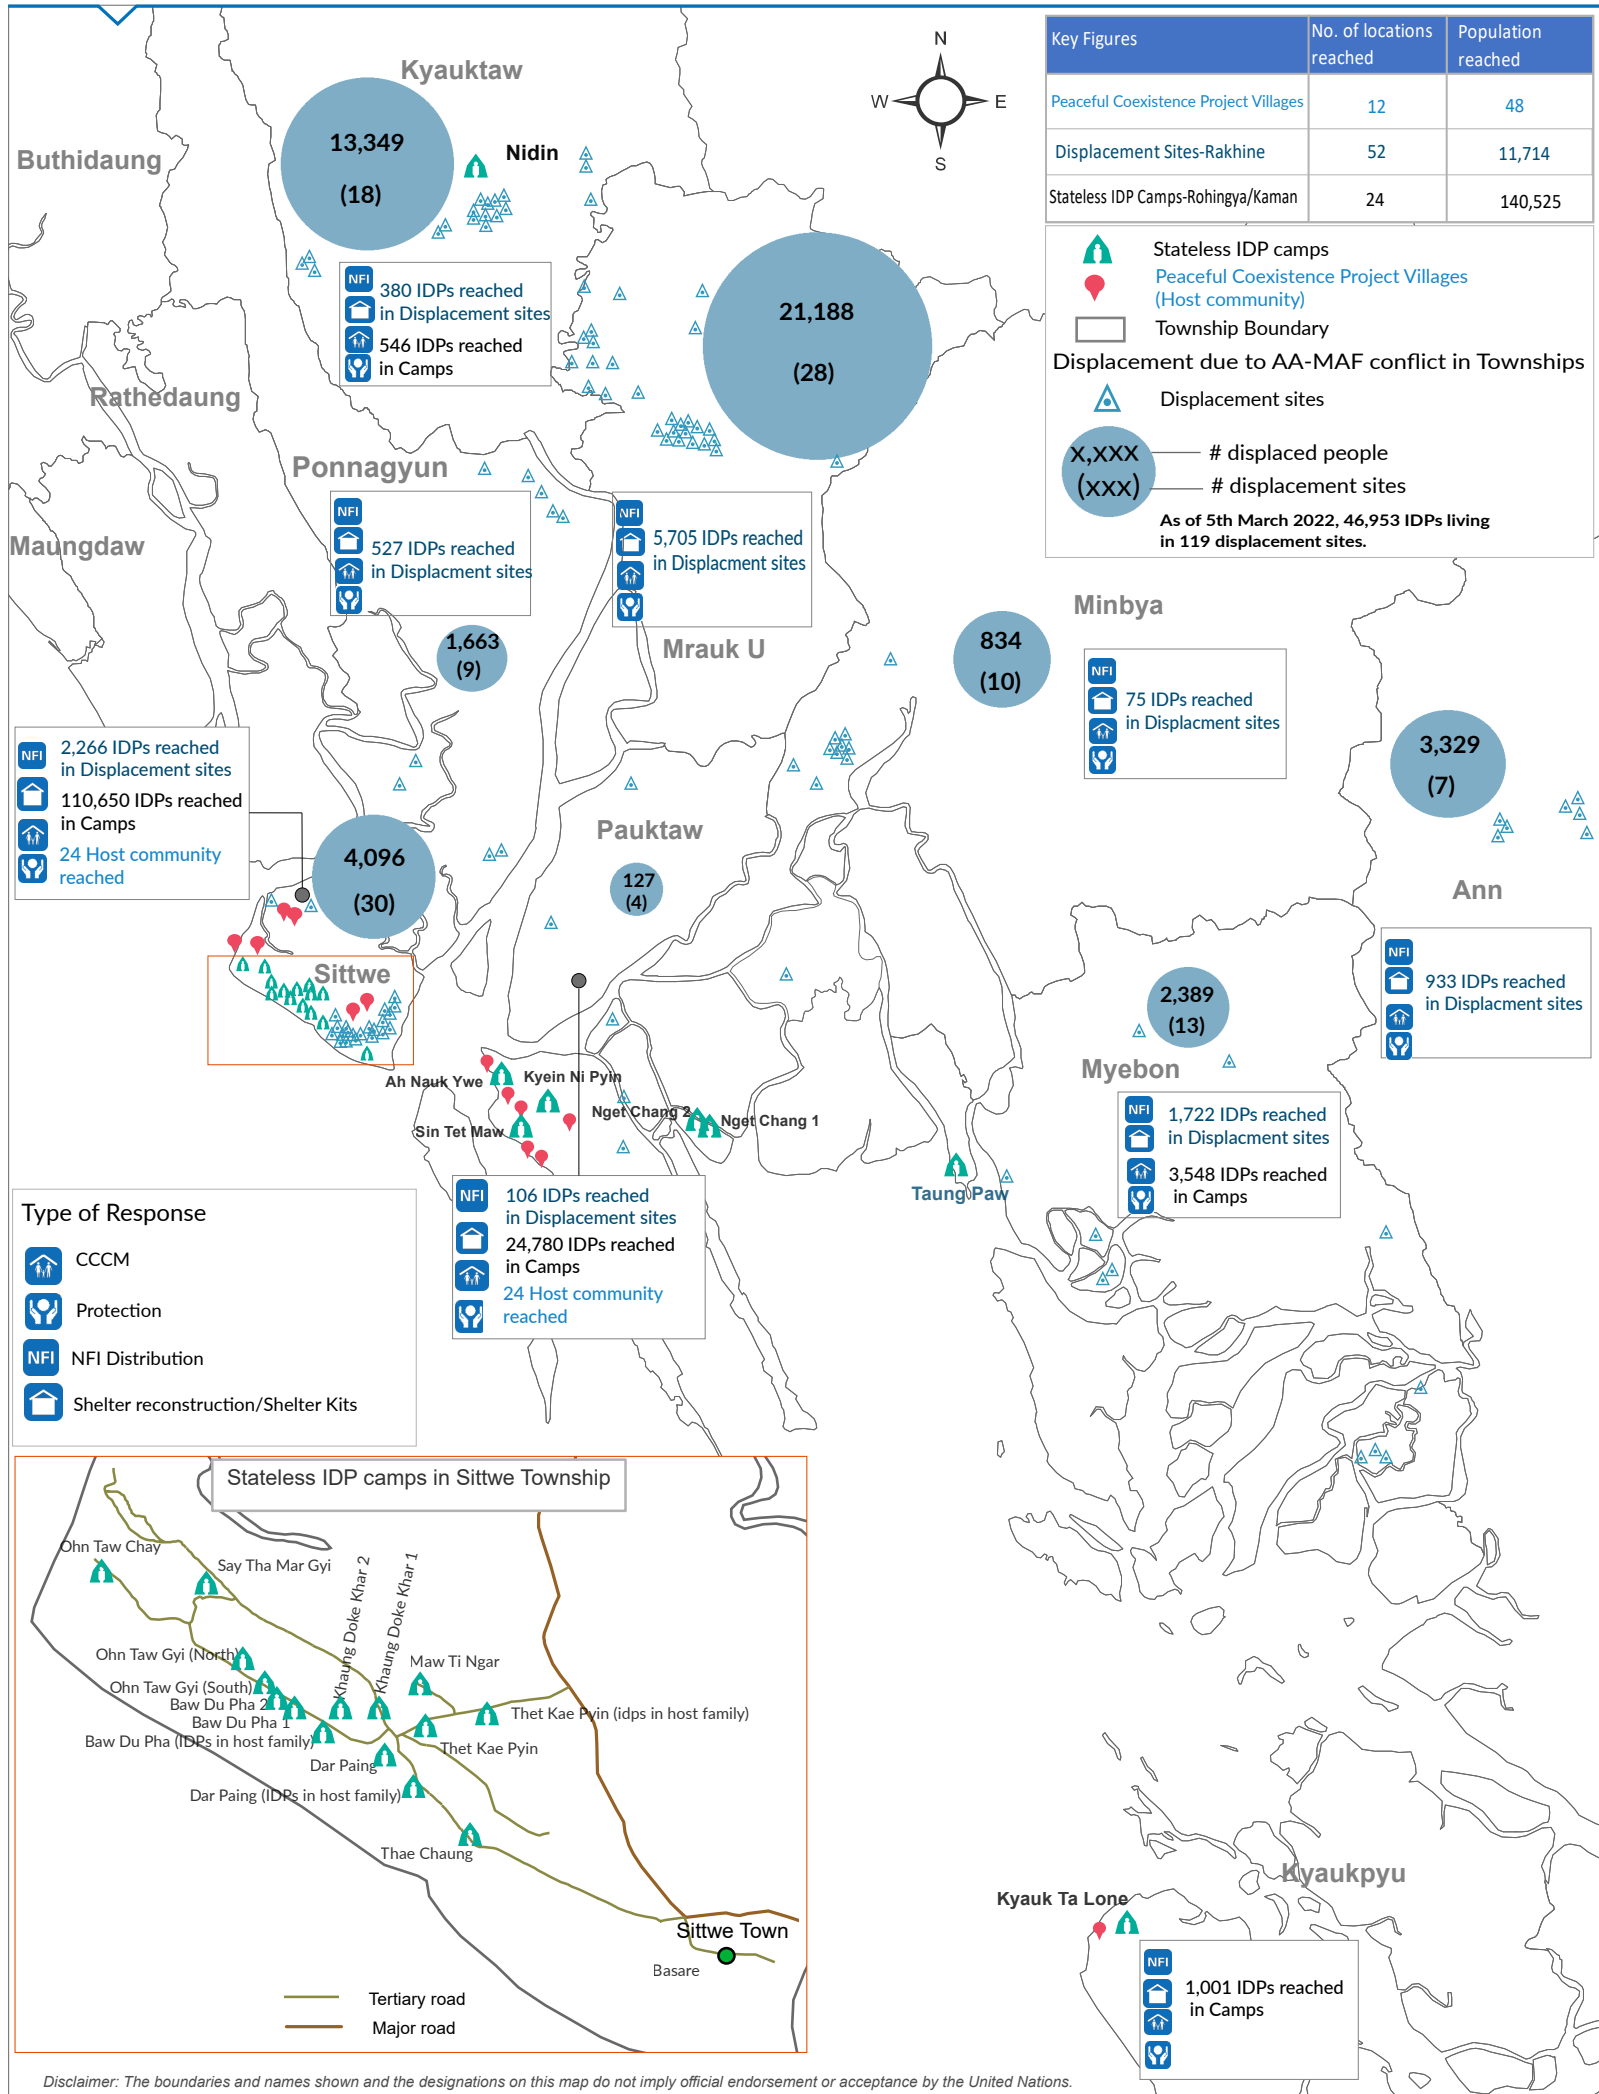 Key Figures
No. of locations reached
Population reached
Peaceful Coexistence Project Villages
12
48
Displacement Sites-Rakhine
52
11,714
Stateless IDP Camps-Rohingya/Kaman
24
140,525
N
W
E
S
Stateless IDP camps
Peaceful Coexistence Project Villages
(Host community)
Township Boundary
Displacement due to AA-MAF conflict in Townships
Displacement sites
x,xxx
(xxx)
# displaced people
# displacement sites
As of 5th March 2022, 46,953 IDPs living
in 119 displacement sites.
Kyauktaw
13,349
(18)
Nidin
Buthidaung
NFI
380 IDPs reached
in Displacement sites
546 IDPs reached
in Camps
21,188
(28)
Rathedaung
Ponnagyun
NFI
527 IDPs reached
in Displacment sites
NFI
5,705 IDPs reached
in Displacment sites
Maungdaw
1,663
(9)
Mrauk U
Minbya
834
(10)
NFI
75 IDPs reached
in Displacment sites
3,329
(7)
NFI
2,266 IDPs reached
in Displacement sites
110,650 IDPs reached
in Camps
24 Host community
reached
4,096
(30)
Pauktaw
127
(4)
Ann
NFI
933 IDPs reached
in Displacment sites
Sittwe
2,389
(13)
Myebon
NFI
1,722 IDPs reached
in Displacment sites
3,548 IDPs reached
in Camps
Ah Nauk Ywe
Kyein Ni Pyin
Nget Chang 2
Nget Chang 1
Sin Tet Maw
Taung Paw
NFI
106 IDPs reached
in Displacement sites
24,780 IDPs reached
in Camps
24 Host community
reached
Type of Response
CCCM
Protection
NFI
NFI Distribution
Shelter reconstruction/Shelter Kits
Stateless IDP camps in Sittwe Township
Ohn Taw Chay
Say Tha Mar Gyi
Khaung Doke Khar 2
Khaung Doke Khar 1
Ohn Taw Gyi (North)
Maw Ti Ngar
Ohn Taw Gyi (South)
Baw Du Pha 2
Baw Du Pha 1
Thet Kae Pyin (idps in host family)
Baw Du Pha (IDPs in host family)
Thet Kae Pyin
Dar Paing
Dar Paing (IDPs in host family)
Thae Chaung
Sittwe Town
Basare
Tertiary road
Major road
Kyaukpyu
Kyauk Ta Lone
NFI
1,001 IDPs reached
in Camps
Disclaimer: The boundaries and names shown and the designations on this map do not imply official endorsement or acceptance by the United Nations.